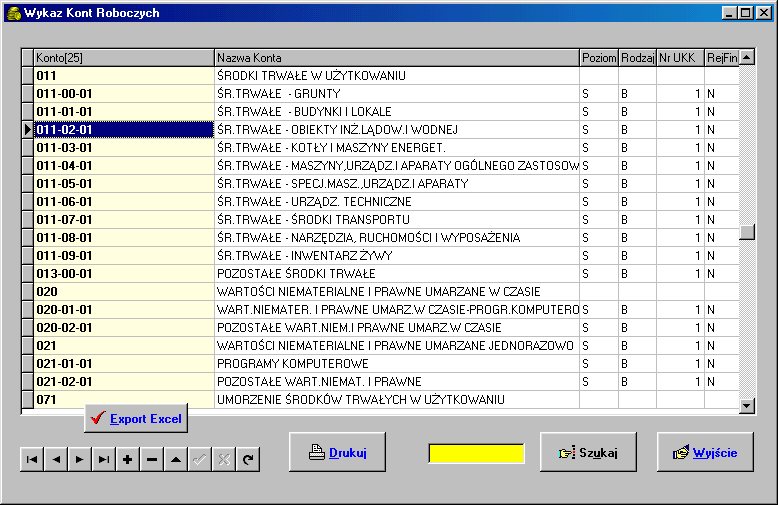 Wykaz Kont Roboczych
Konto[25] Nazwa Konta Poziom Rodzaj Nr UKK RejFin
011 ŚRODKI TRWAŁE W UŻYTKOWANIU
011-00-01 ŚR.TRWAŁE - GRUNTY S B 1 N
011-01-01 ŚR.TRWAŁE - BUDYNKI I LOKALE S B 1 N
011-02-01 ŚR.TRWAŁE - OBIEKTY INŻ.LĄDOW.I WODNEJ S B 1 N
011-03-01 ŚR.TRWAŁE - KOTŁY I MASZYNY ENERGET. S B 1 N
011-04-01 ŚR.TRWAŁE - MASZYNY,URZĄDZ.I APARATY OGÓLNEGO ZASTOSOW S B 1 N
011-05-01 ŚR.TRWAŁE - SPECJ.MASZ.,URZĄDZ.I APARATY S B 1 N
011-06-01 ŚR.TRWAŁE - URZĄDZ. TECHNICZNE S B 1 N
011-07-01 ŚR.TRWAŁE - ŚRODKI TRANSPORTU S B 1 N
011-08-01 ŚR.TRWAŁE - NARZĘDZIA, RUCHOMOŚCI I WYPOSAŻENIA S B 1 N
011-09-01 ŚR.TRWAŁE - INWENTARZ ŻYWY S B 1 N
013-00-01 POZOSTAŁE ŚRODKI TRWAŁE S B 1 N
020 WARTOŚCI NIEMATERIALNE I PRAWNE UMARZANE W CZASIE
020-01-01 WART.NIEMATER. I PRAWNE UMARZ.W CZASIE-PROGR.KOMPUTERO S B 1 N
020-02-01 POZOSTAŁE WART.NIEM.I PRAWNE UMARZ.W CZASIE S B 1 N
021 WARTOŚCI NIEMATERIALNE I PRAWNE UMARZANE JEDNORAZOWO S B 1 N
021-01-01 PROGRAMY KOMPUTEROWE S B 1 N
021-02-01 POZOSTAŁE WART.NIEMAT. I PRAWNE S B 1 N
071 UMORZENIE ŚRODKÓW TRWAŁYCH W UŻYTKOWANIU
Export Excel
Drukuj Szukaj Wyjście